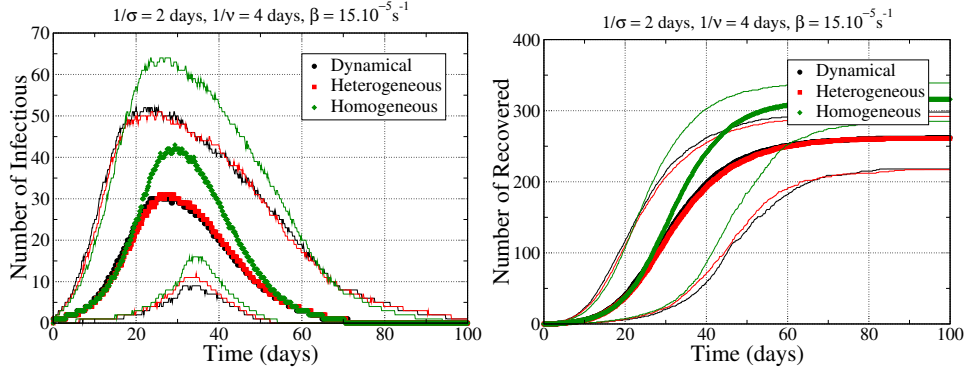 1/σ = 2 days, 1/ν = 4 days, β = 15.10⁻⁵s⁻¹
70
60
50
40
30
20
10
0
Number of Infectious
Dynamical
Heterogeneous
Homogeneous
0 20 40 60 80 100
Time (days)
1/σ = 2 days, 1/ν = 4 days, β = 15.10⁻⁵s⁻¹
400
300
200
100
0
Number of Recovered
Dynamical
Heterogeneous
Homogeneous
0 20 40 60 80 100
Time (days)